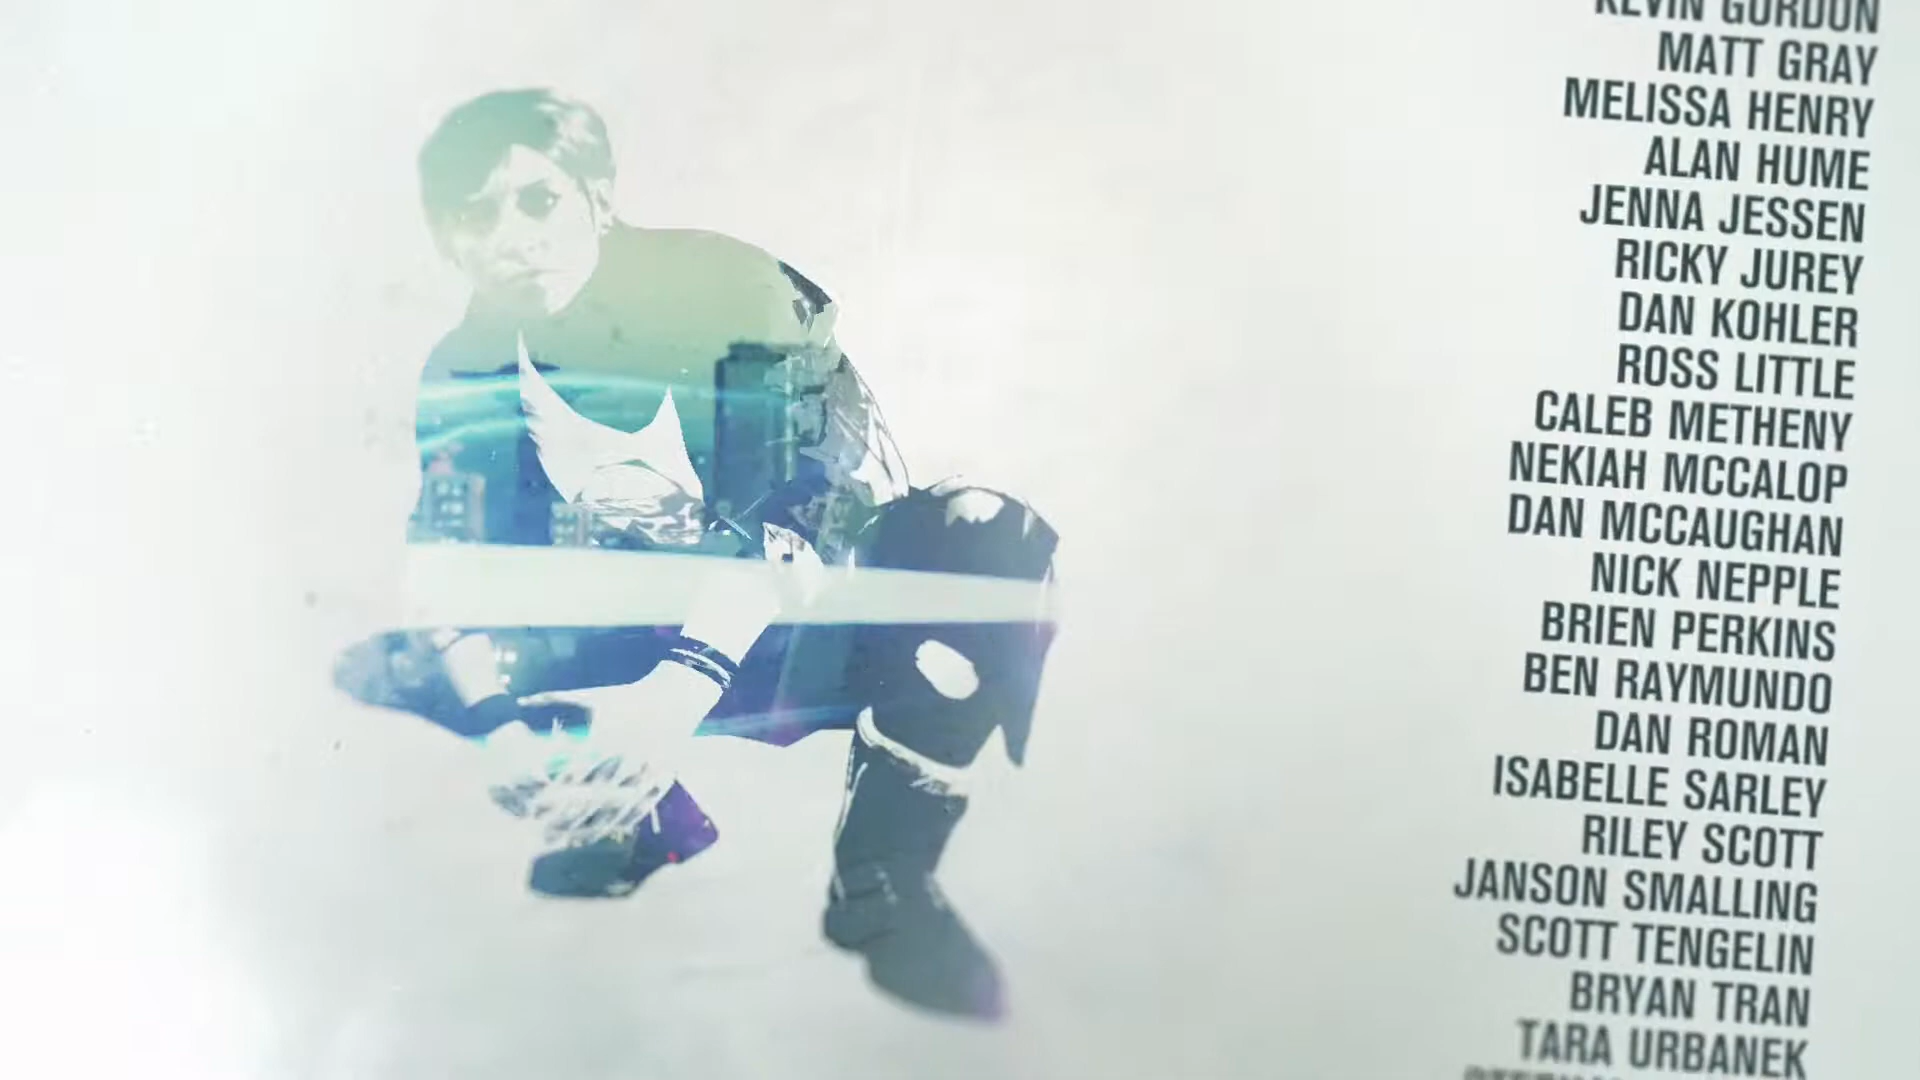 KEVIN GORDON
MATT GRAY
MELISSA HENRY
ALAN HUME
JENNA JESSEN
RICKY JUREY
DAN KOHLER
ROSS LITTLE
CALEB METHENY
NEKIAH MCCALOP
DAN MCCAUGHAN
NICK NEPPLE
BRIEN PERKINS
BEN RAYMUNDO
DAN ROMAN
ISABELLE SARLEY
RILEY SCOTT
JANSON SMALLING
SCOTT TENGELIN
BRYAN TRAN
TARA URBANEK